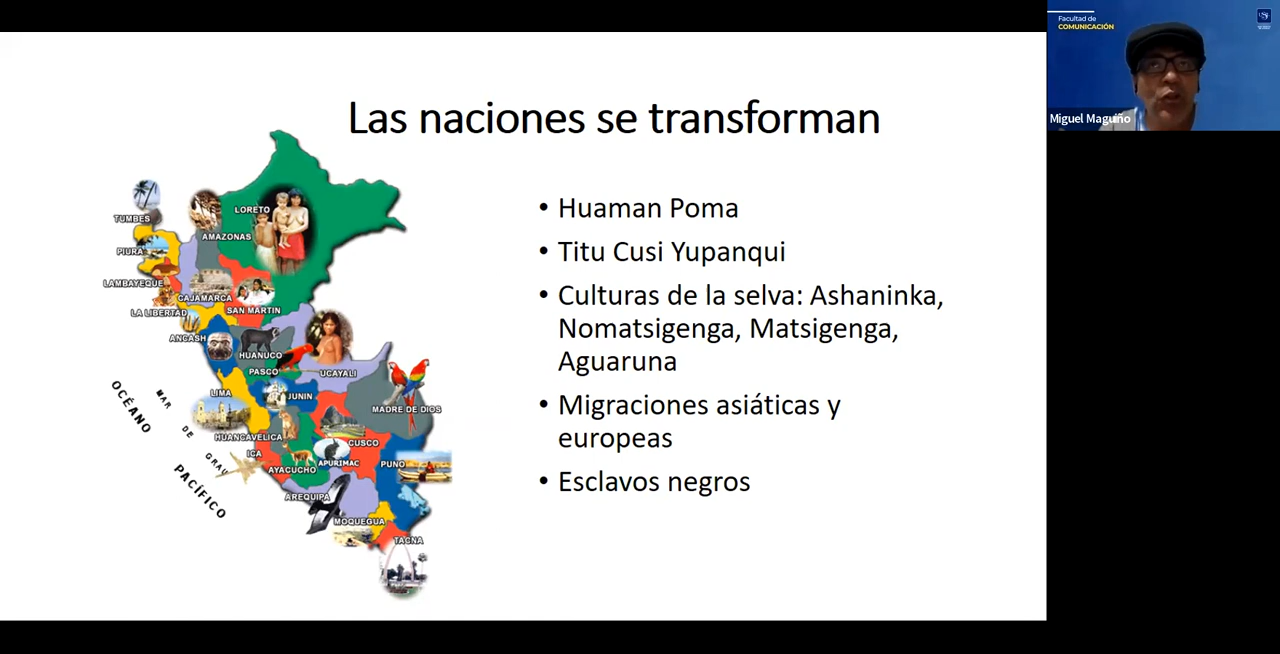 Las naciones se transforman
• Huaman Poma
• Titu Cusi Yupanqui
• Culturas de la selva: Ashaninka,
Nomatsigenga, Matsigenga,
Aguaruna
• Migraciones asiáticas y
europeas
• Esclavos negros
TUMBES
PIURA
LAMBAYEQUE
LA LIBERTAD
LORETO
AMAZONAS
CAJAMARCA
SAN MARTIN
ANCASH
HUANUCO
PASCO
UCAYALI
LIMA
JUNIN
MADRE DE DIOS
HUANCAVELICA
ICA
CUSCO
AYACUCHO
APURIMAC
PUNO
AREQUIPA
MOQUEGUA
TACNA
OCÉANO
PACÍFICO
MAR
DE
GRAU
Facultad de
COMUNICACIÓN
Miguel Maguiño